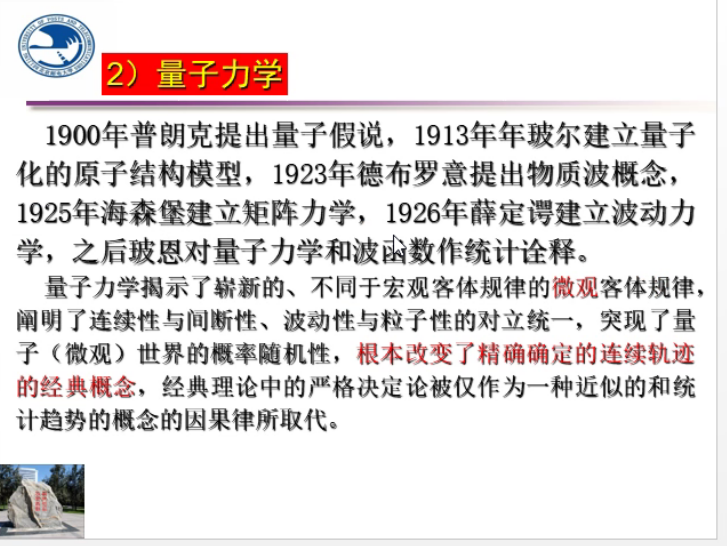 2）量子力学
1900年普朗克提出量子假说，1913年年玻尔建立量子
化的原子结构模型，1923年德布罗意提出物质波概念，
1925年海森堡建立矩阵力学，1926年薛定谔建立波动力
学，之后玻恩对量子力学和波函数作统计诠释。
量子力学揭示了崭新的、不同于宏观客体规律的微观客体规律，
阐明了连续性与间断性、波动性与粒子性的对立统一，突现了量
子（微观）世界的概率随机性，根本改变了精确确定的连续轨迹
的经典概念，经典理论中的严格决定论被仅作为一种近似的和统
计趋势的概念的因果律所取代。